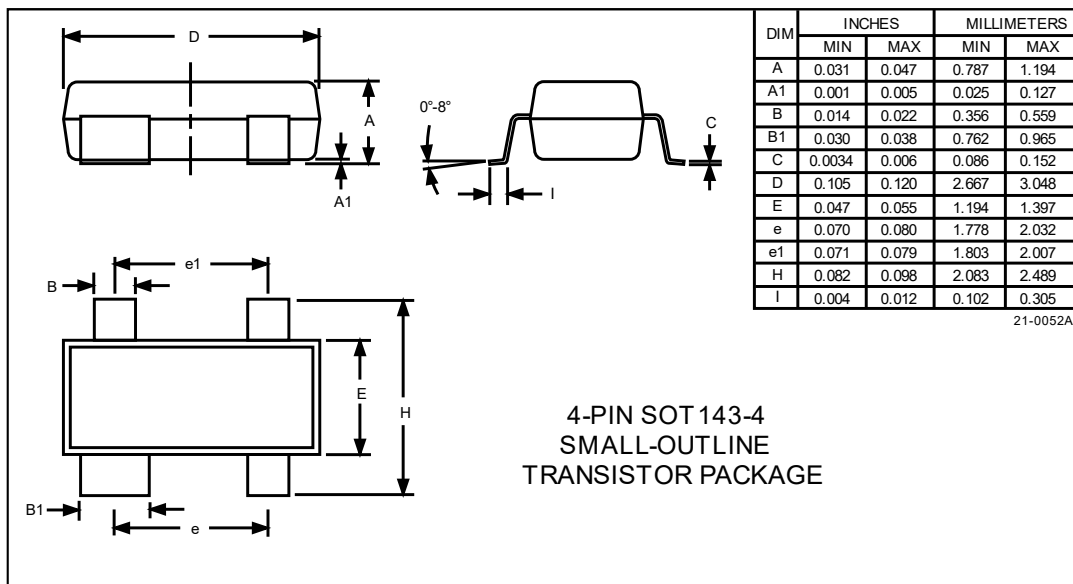 D
A
A1
0°-8°
C
I
DIM INCHES MILLIMETERS
MIN MAX MIN MAX
A 0.031 0.047 0.787 1.194
A1 0.001 0.005 0.025 0.127
B 0.014 0.022 0.356 0.559
B1 0.030 0.038 0.762 0.965
C 0.0034 0.006 0.086 0.152
D 0.105 0.120 2.667 3.048
E 0.047 0.055 1.194 1.397
e 0.070 0.080 1.778 2.032
e1 0.071 0.079 1.803 2.007
H 0.082 0.098 2.083 2.489
I 0.004 0.012 0.102 0.305
21-0052A
e1
B
E
H
B1
e
4-PIN SOT143-4
SMALL-OUTLINE
TRANSISTOR PACKAGE